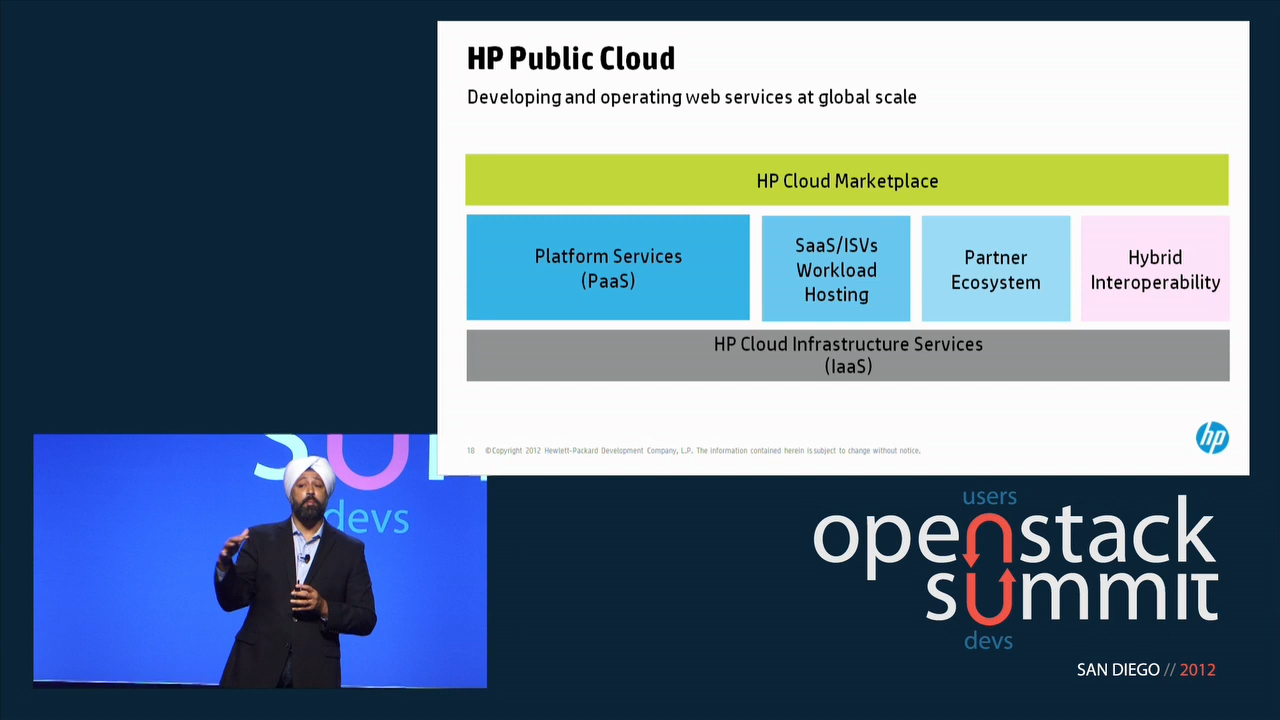 HP Public Cloud
Developing and operating web services at global scale
HP Cloud Marketplace
Platform Services
(PaaS)
SaaS/ISVs
Workload
Hosting
Partner
Ecosystem
Hybrid
Interoperability
HP Cloud Infrastructure Services
(IaaS)
18 © Copyright 2012 Hewlett-Packard Development Company, L.P. The information contained herein is subject to change without notice.
hp
devs
users
openstack
summit
devs
SAN DIEGO // 2012